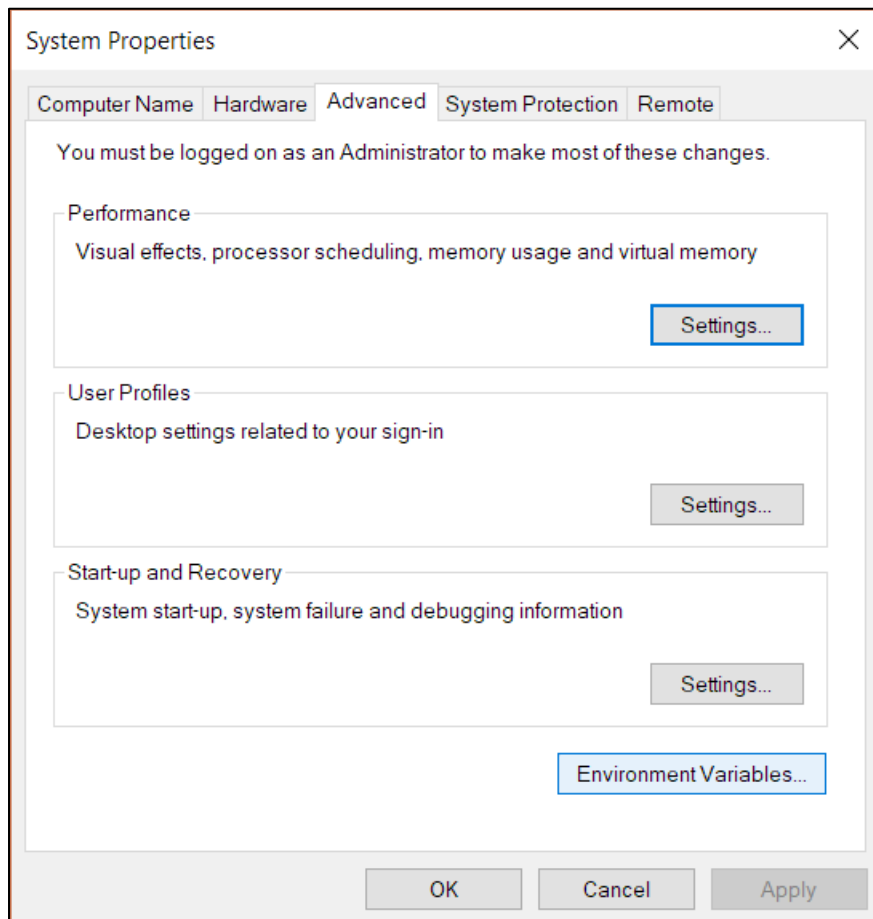 System Properties
Computer Name Hardware Advanced System Protection Remote
You must be logged on as an Administrator to make most of these changes.
Performance
Visual effects, processor scheduling, memory usage and virtual memory
Settings...
User Profiles
Desktop settings related to your sign-in
Settings...
Start-up and Recovery
System start-up, system failure and debugging information
Settings...
Environment Variables...
OK Cancel Apply